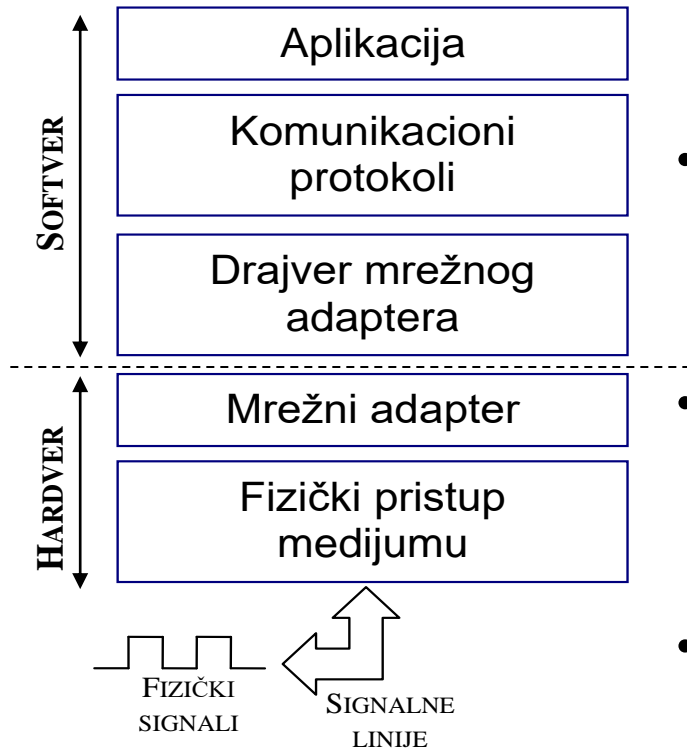 Aplikacija
Komunikacioni
protokoli
Drajver mrežnog
adaptera
SOFTVER
Mrežni adapter
Fizički pristup
medijumu
HARDVER
FIZIČKI
SIGNALI
SIGNALNE
LINIJE